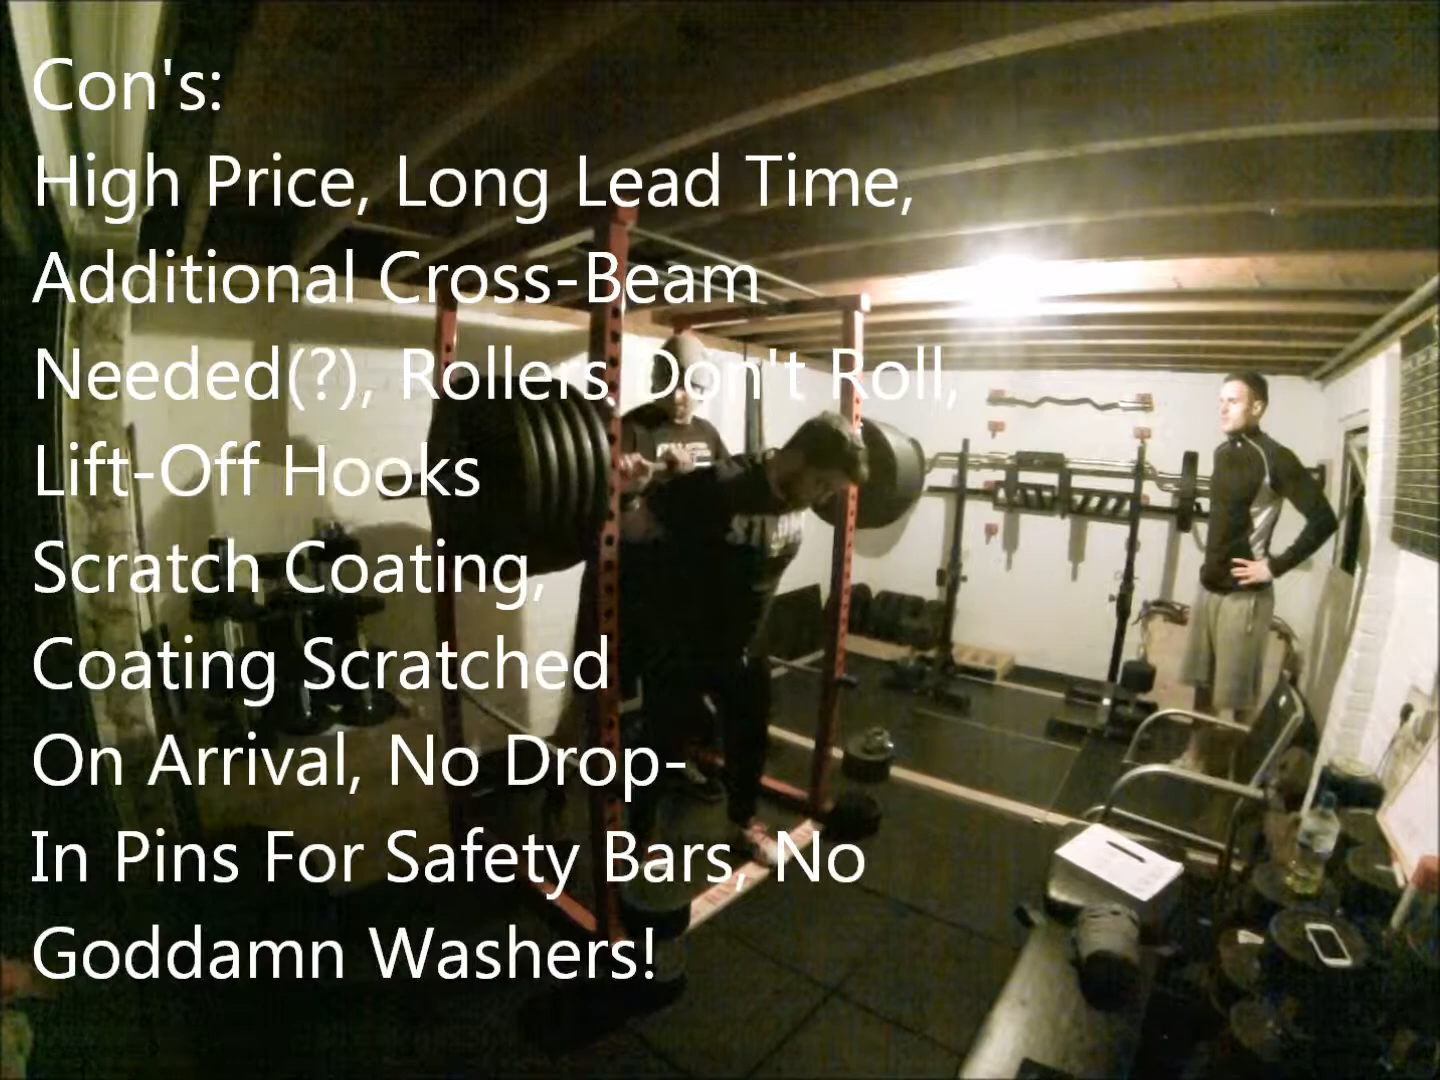 Con's:
High Price, Long Lead Time,
Additional Cross-Beam
Needed(?), Rollers Don't Roll,
Lift-Off Hooks
Scratch Coating,
Coating Scratched
On Arrival, No Drop-
In Pins For Safety Bars, No
Goddamn Washers!